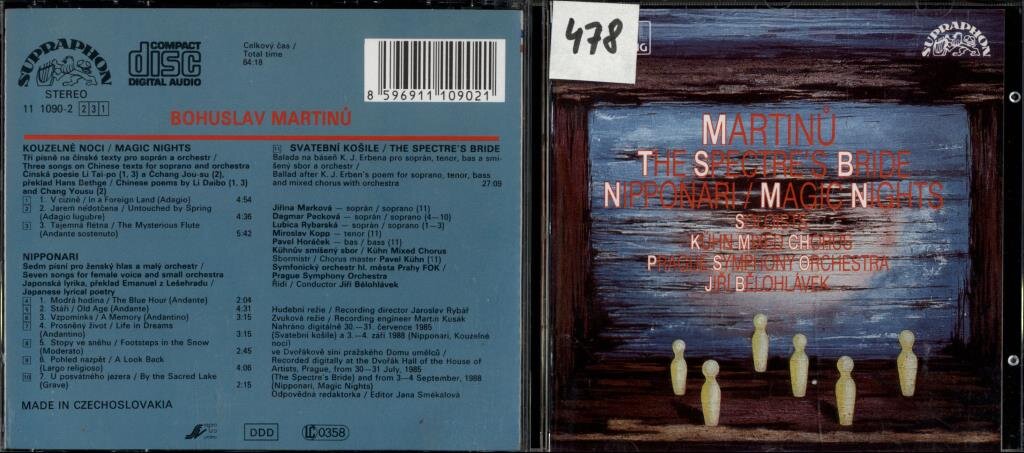 SUPRAPHON
STEREO
11 1090-2 231
COMPACT
disc
DIGITAL AUDIO
Celkový čas /
Total time
64:18
8 596911 109021
BOHUSLAV MARTINŮ
KOUZELNÉ NOCI / MAGIC NIGHTS
Tři písně na čínské texty pro soprán a orchestr /
Three songs on Chinese texts for soprano and orchestra
Čínská poesie Li Tai-po (1, 3) a Čchang Jou-su (2),
překlad Hans Bethge / Chinese poems by Li Daibo (1, 3)
and Chang Yousu (2)
1 1. V cizině / In a Foreign Land (Adagio) 4:54
2 2. Jarem nedotčena / Untouched by Spring
(Adagio lugubre) 4:36
3 3. Tajemná flétna / The Mysterious Flute
(Andante sostenuto) 5:42
NIPPONARI
Sedm písní pro ženský hlas a malý orchestr /
Seven songs for female voice and small orchestra
Japonská lyrika, překlad Emanuel z Lešehradu /
Japanese lyrical poetry
4 1. Modrá hodina / The Blue Hour (Andante) 2:04
5 2. Stáří / Old Age (Andante) 4:31
6 3. Vzpomínka / A Memory (Andantino) 3:15
7 4. Prosněný život / Life in Dreams
(Andantino) 3:15
8 5. Stopy ve sněhu / Footsteps in the Snow
(Moderato) 2:45
9 6. Pohled nazpět / A Look Back
(Largo religioso) 4:06
10 7. U posvátného jezera / By the Sacred Lake
(Grave) 2:15
MADE IN CZECHOSLOVAKIA
11 SVATEBNÍ KOŠILE / THE SPECTRE'S BRIDE
Balada na báseň K. J. Erbena pro soprán, tenor, bas a smí-
šený sbor a orchestr /
Ballad after K. J. Erben's poem for soprano, tenor, bass
and mixed chorus with orchestra 27:09
Jiřina Marková — soprán / soprano (11)
Dagmar Pecková — soprán / soprano (4—10)
Ľubica Rybarská — soprán / soprano (1—3)
Miroslav Kopp — tenor (11)
Pavel Horáček — bas / bass (11)
Kühnův smíšený sbor / Kühn Mixed Chorus
Sbormistr / Chorus master Pavel Kühn (11)
Symfonický orchestr hl. města Prahy FOK /
Prague Symphony Orchestra
Řídí / Conductor Jiří Bělohlávek
Hudební režie / Recording director Jaroslav Rybář
Zvuková režie / Recording engineer Martin Kusák
Nahráno digitálně 30.—31. července 1985
(Svatební košile) a 3.—4. září 1988 (Nipponari, Kouzelné
noci)
ve Dvořákově síni pražského Domu umělců /
Recorded digitally at the Dvořák Hall of the House of
Artists, Prague, from 30—31 July, 1985
(The Spectre's Bride) and from 3—4 September, 1988
(Nipponari, Magic Nights)
Odpovědná redaktorka / Editor Jana Smékalová
DDD
LC 0358
478
SUPRAPHON
MARTINŮ
THE SPECTRE'S BRIDE
NIPPONARI / MAGIC NIGHTS
SOLOISTS
KÜHN MIXED CHORUS
PRAGUE SYMPHONY ORCHESTRA
JIŘÍ BĚLOHLÁVEK